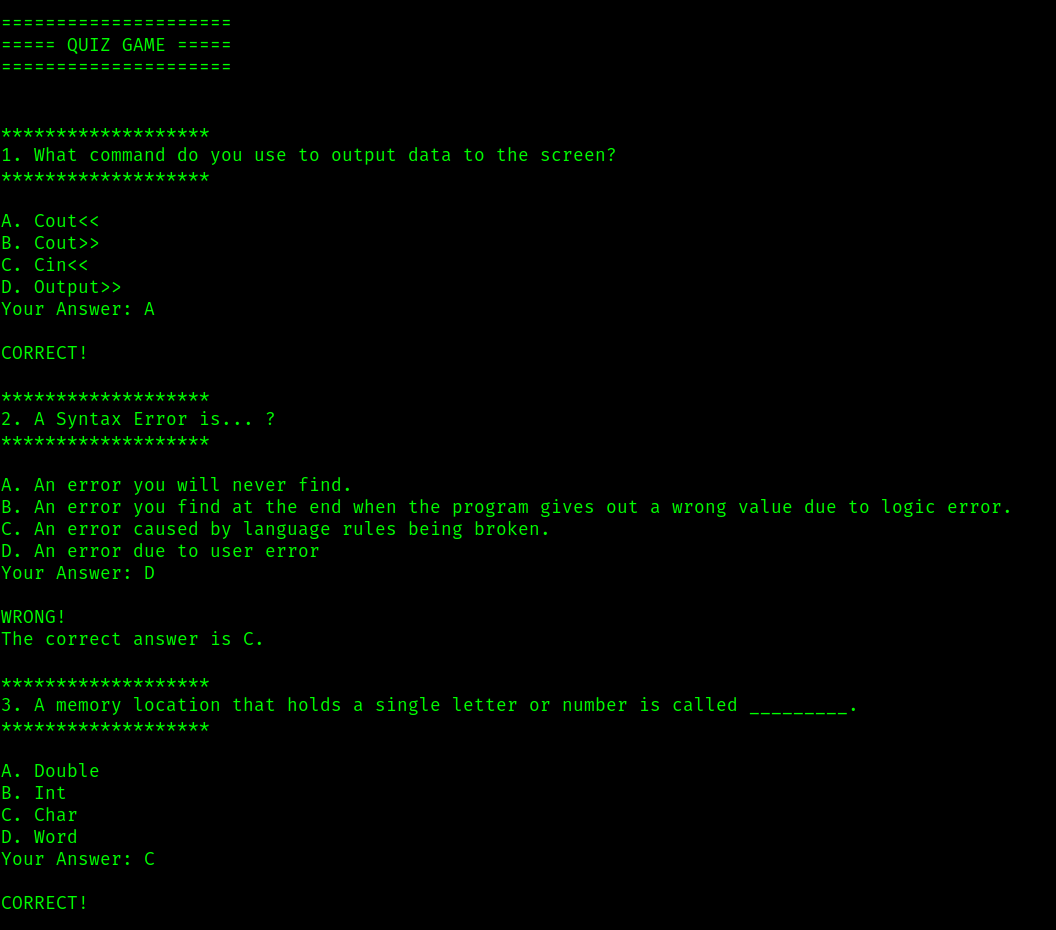 =====================
===== QUIZ GAME =====
=====================
*******************
1. What command do you use to output data to the screen?
*******************
A. Cout<<
B. Cout>>
C. Cin<<
D. Output>>
Your Answer: A
CORRECT!
*******************
2. A Syntax Error is... ?
*******************
A. An error you will never find.
B. An error you find at the end when the program gives out a wrong value due to logic error.
C. An error caused by language rules being broken.
D. An error due to user error
Your Answer: D
WRONG!
The correct answer is C.
*******************
3. A memory location that holds a single letter or number is called _________.
*******************
A. Double
B. Int
C. Char
D. Word
Your Answer: C
CORRECT!